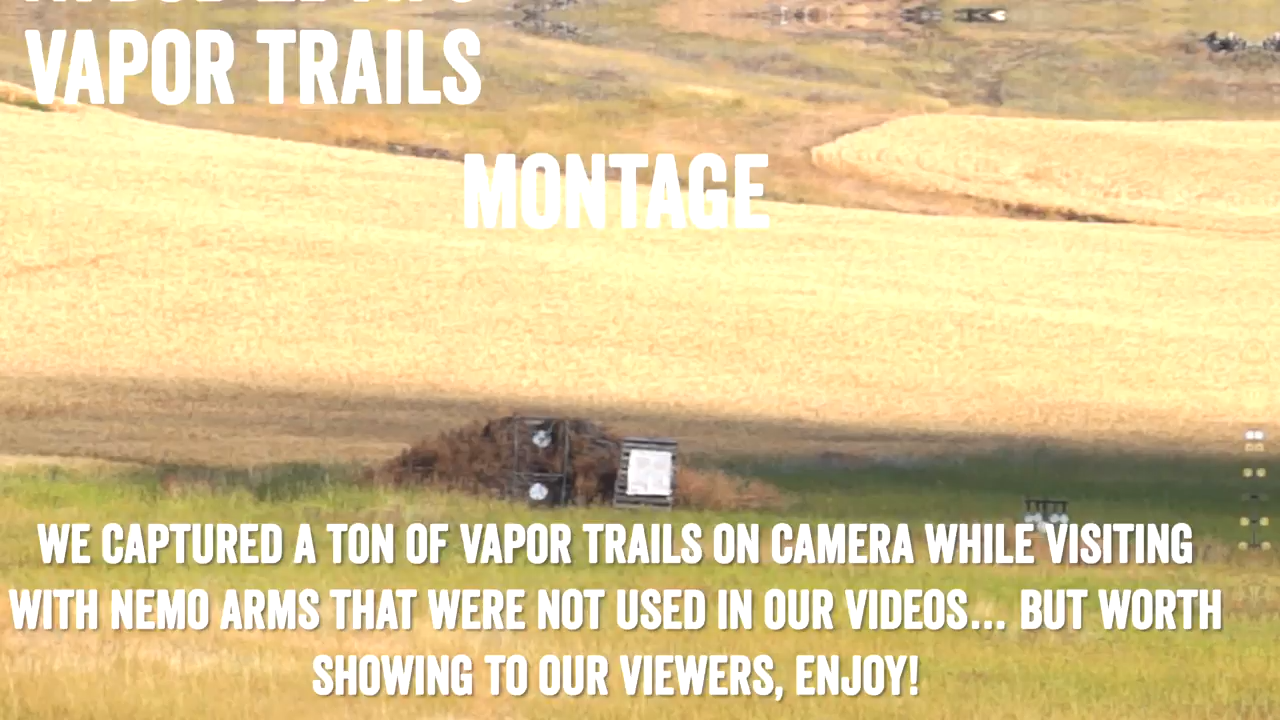 VAPOR TRAILS
MONTAGE
WE CAPTURED A TON OF VAPOR TRAILS ON CAMERA WHILE VISITING
WITH NEMO ARMS THAT WERE NOT USED IN OUR VIDEOS... BUT WORTH
SHOWING TO OUR VIEWERS, ENJOY!